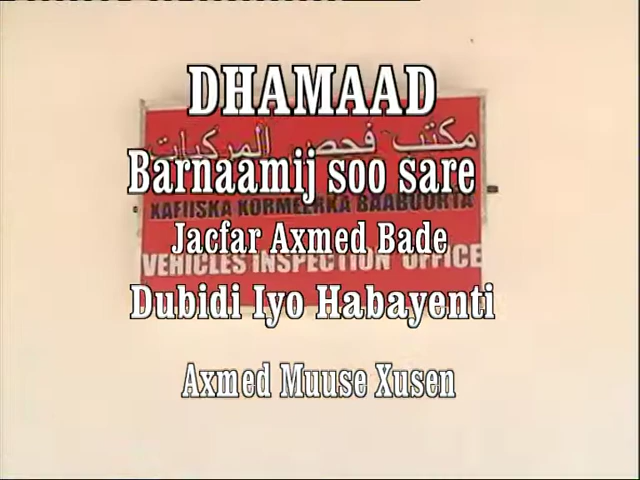 DHAMAAD
مكتب فحص المركبات
Barnaamij soo sare
XAFIISKA KORMEERKA BAABUURTA
Jacfar Axmed Bade
VEHICLES INSPECTION OFFICE
Dubidi Iyo Habayenti
Axmed Muuse Xusen